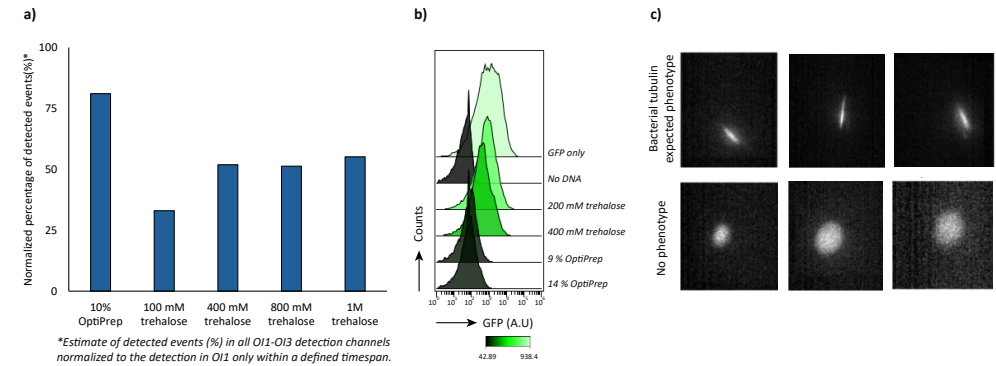 a)
Normalized percentage of detected events(%)*
100
75
50
25
0
10%
OptiPrep
100 mM
trehalose
400 mM
trehalose
800 mM
trehalose
1M
trehalose
*Estimate of detected events (%) in all OI1-OI3 detection channels
normalized to the detection in OI1 only within a defined timespan.
b)
Counts
GFP only
No DNA
200 mM trehalose
400 mM trehalose
9 % OptiPrep
14 % OptiPrep
GFP (A.U)
42.89
938.4
c)
Bacterial tubulin
expected phenotype
No phenotype